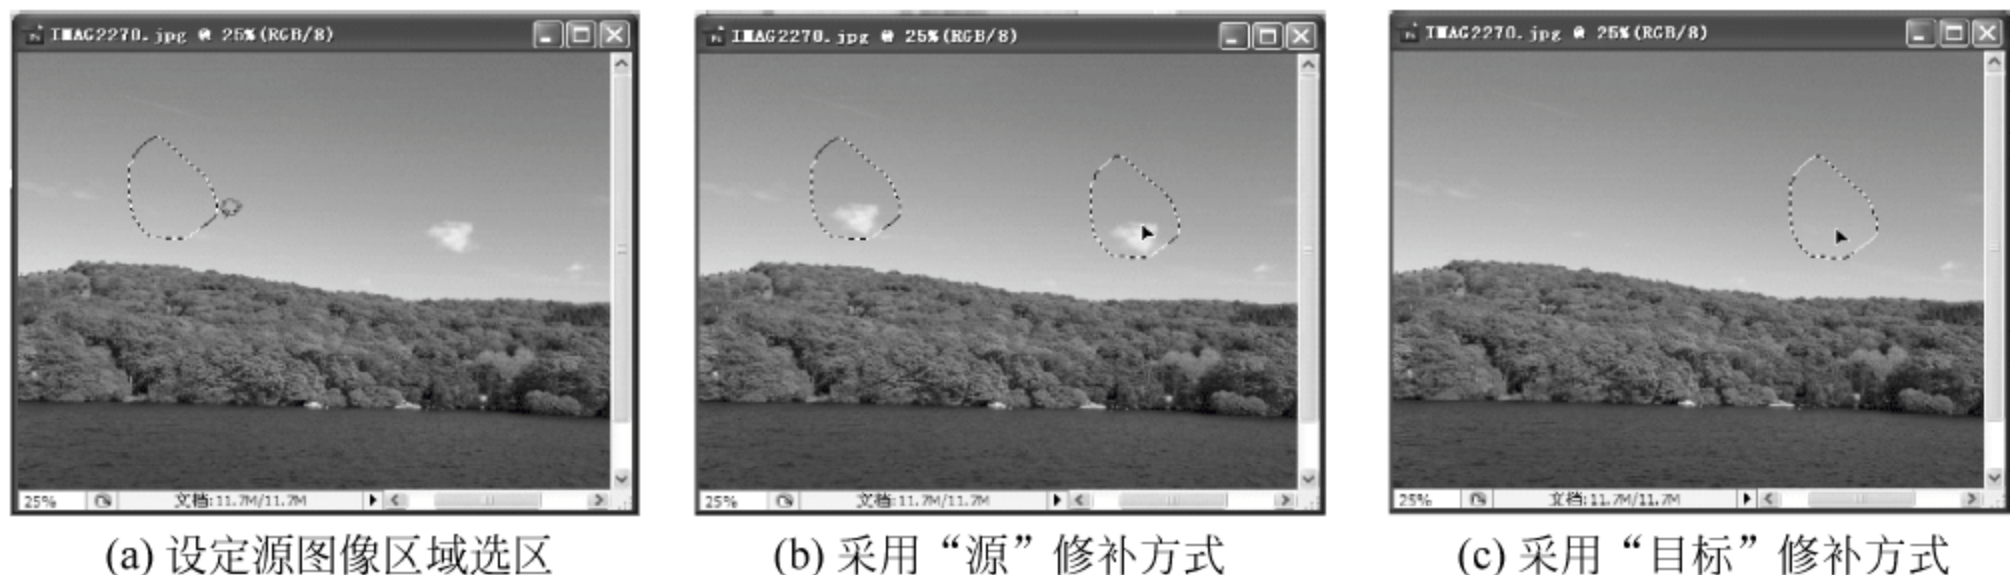 IMAG2270.jpg @ 25%(RGB/8)
IMAG2270.jpg @ 25%(RGB/8)
IMAG2270.jpg @ 25%(RGB/8)
25% 文档:11.7M/11.7M
25% 文档:11.7M/11.7M
25% 文档:11.7M/11.7M
(a) 设定源图像区域选区
(b) 采用“源”修补方式
(c) 采用“目标”修补方式